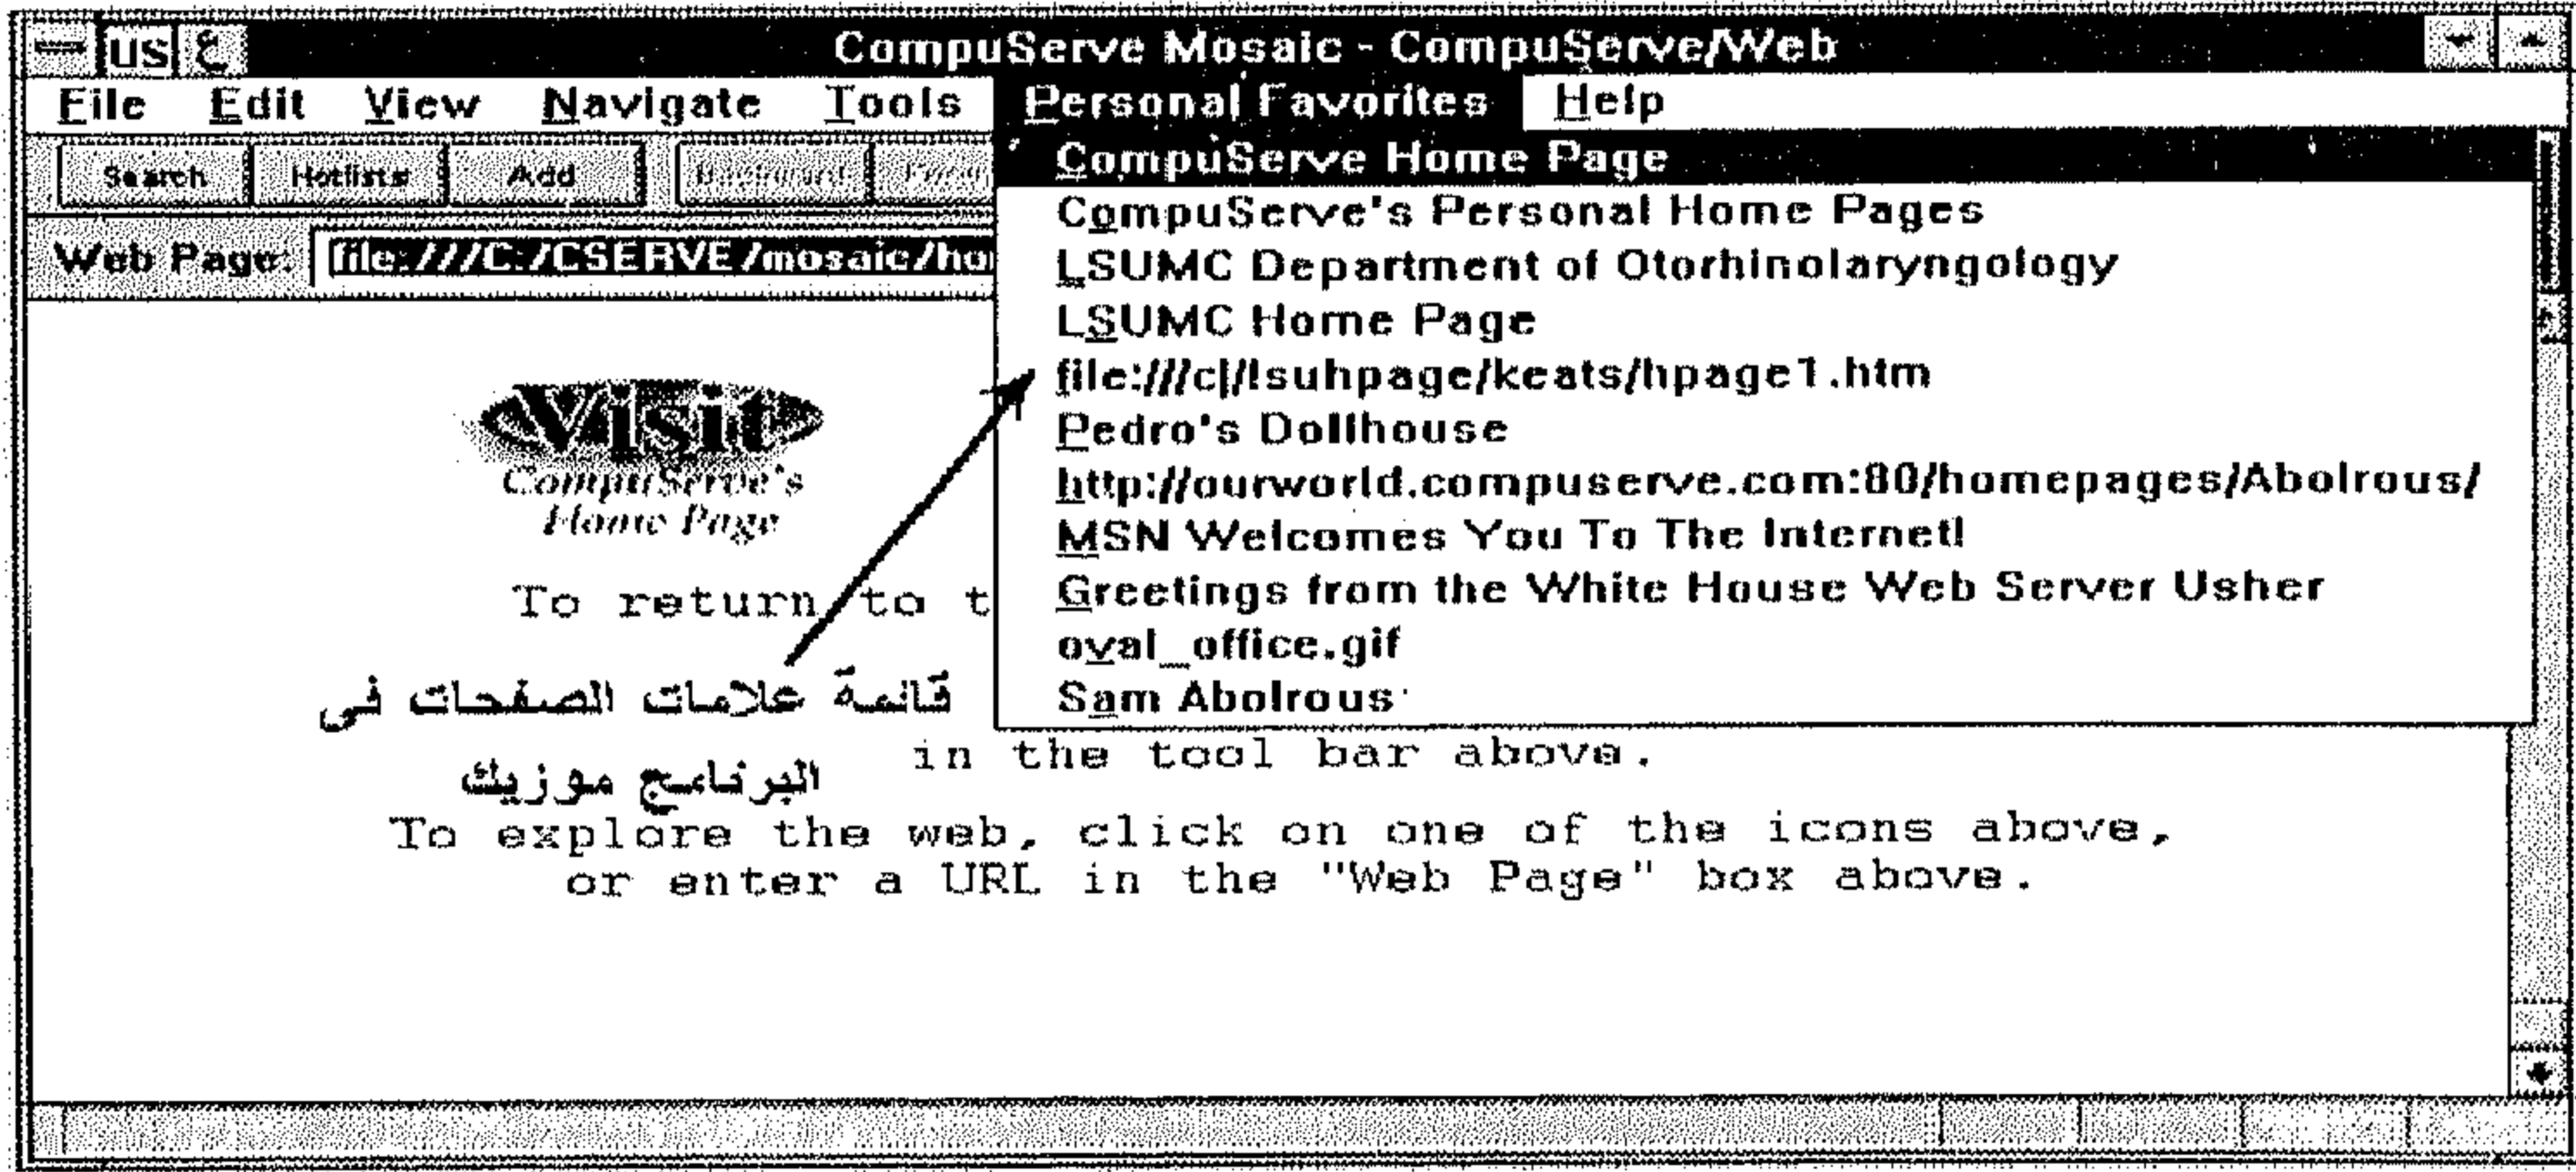 US ع CompuServe Mosaic - CompuServe/Web
File Edit View Navigate Tools Personal Favorites Help
Search Hotlists Add
Web Page: file:///C:/CSERVE/mosaic/ho
CompuServe Home Page
CompuServe's Personal Home Pages
LSUMC Department of Otorhinolaryngology
LSUMC Home Page
file:///c|/lsuhpage/keats/hpage1.htm
Pedro's Dollhouse
http://ourworld.compuserve.com:80/homepages/Abolrous/
MSN Welcomes You To The Internet!
Greetings from the White House Web Server Usher
oval_office.gif
Sam Abolrous
Visit
CompuServe's
Home Page
To return to t
قائمة علامات الصفحات فى
البرنامج موزيك
in the tool bar above.
To explore the web, click on one of the icons above,
or enter a URL in the "Web Page" box above.